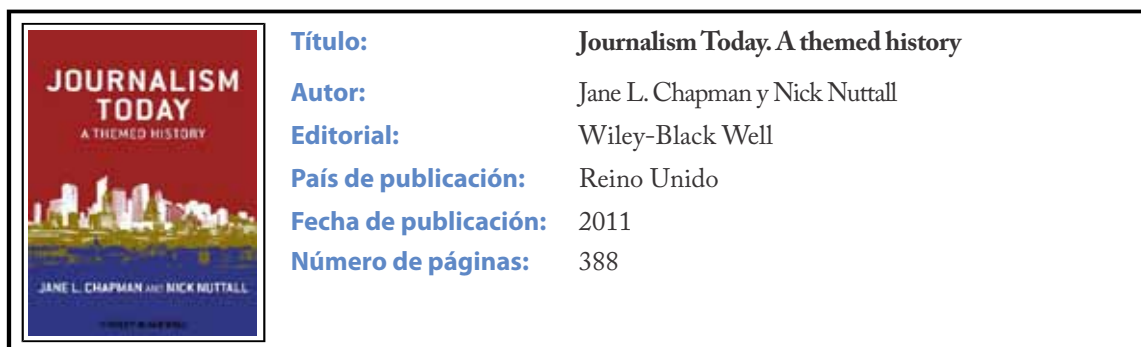 JOURNALISM
TODAY
A THEMED HISTORY
JANE L. CHAPMAN AND NICK NUTTALL
Título: Journalism Today. A themed history
Autor: Jane L. Chapman y Nick Nuttall
Editorial: Wiley-Black Well
País de publicación: Reino Unido
Fecha de publicación: 2011
Número de páginas: 388